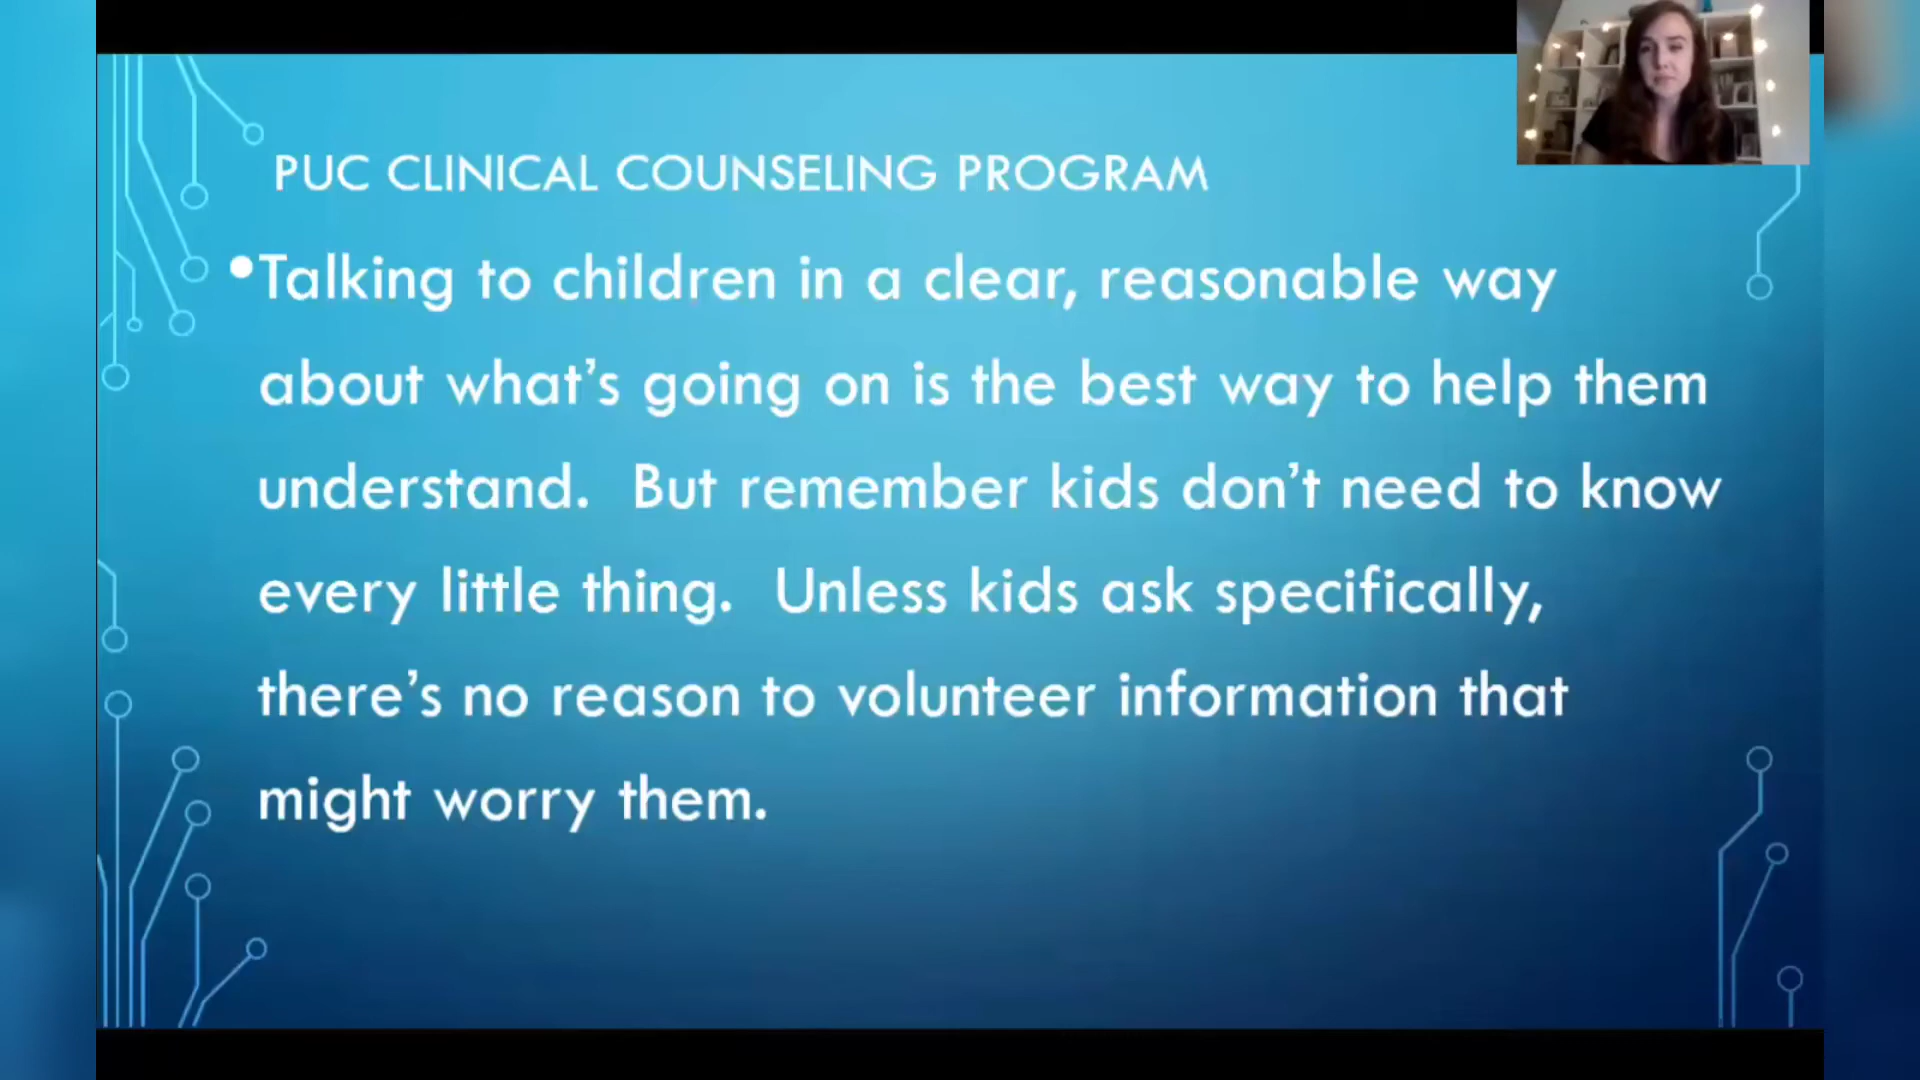 PUC CLINICAL COUNSELING PROGRAM
•Talking to children in a clear, reasonable way
about what’s going on is the best way to help them
understand.  But remember kids don’t need to know
every little thing.  Unless kids ask specifically,
there’s no reason to volunteer information that
might worry them.